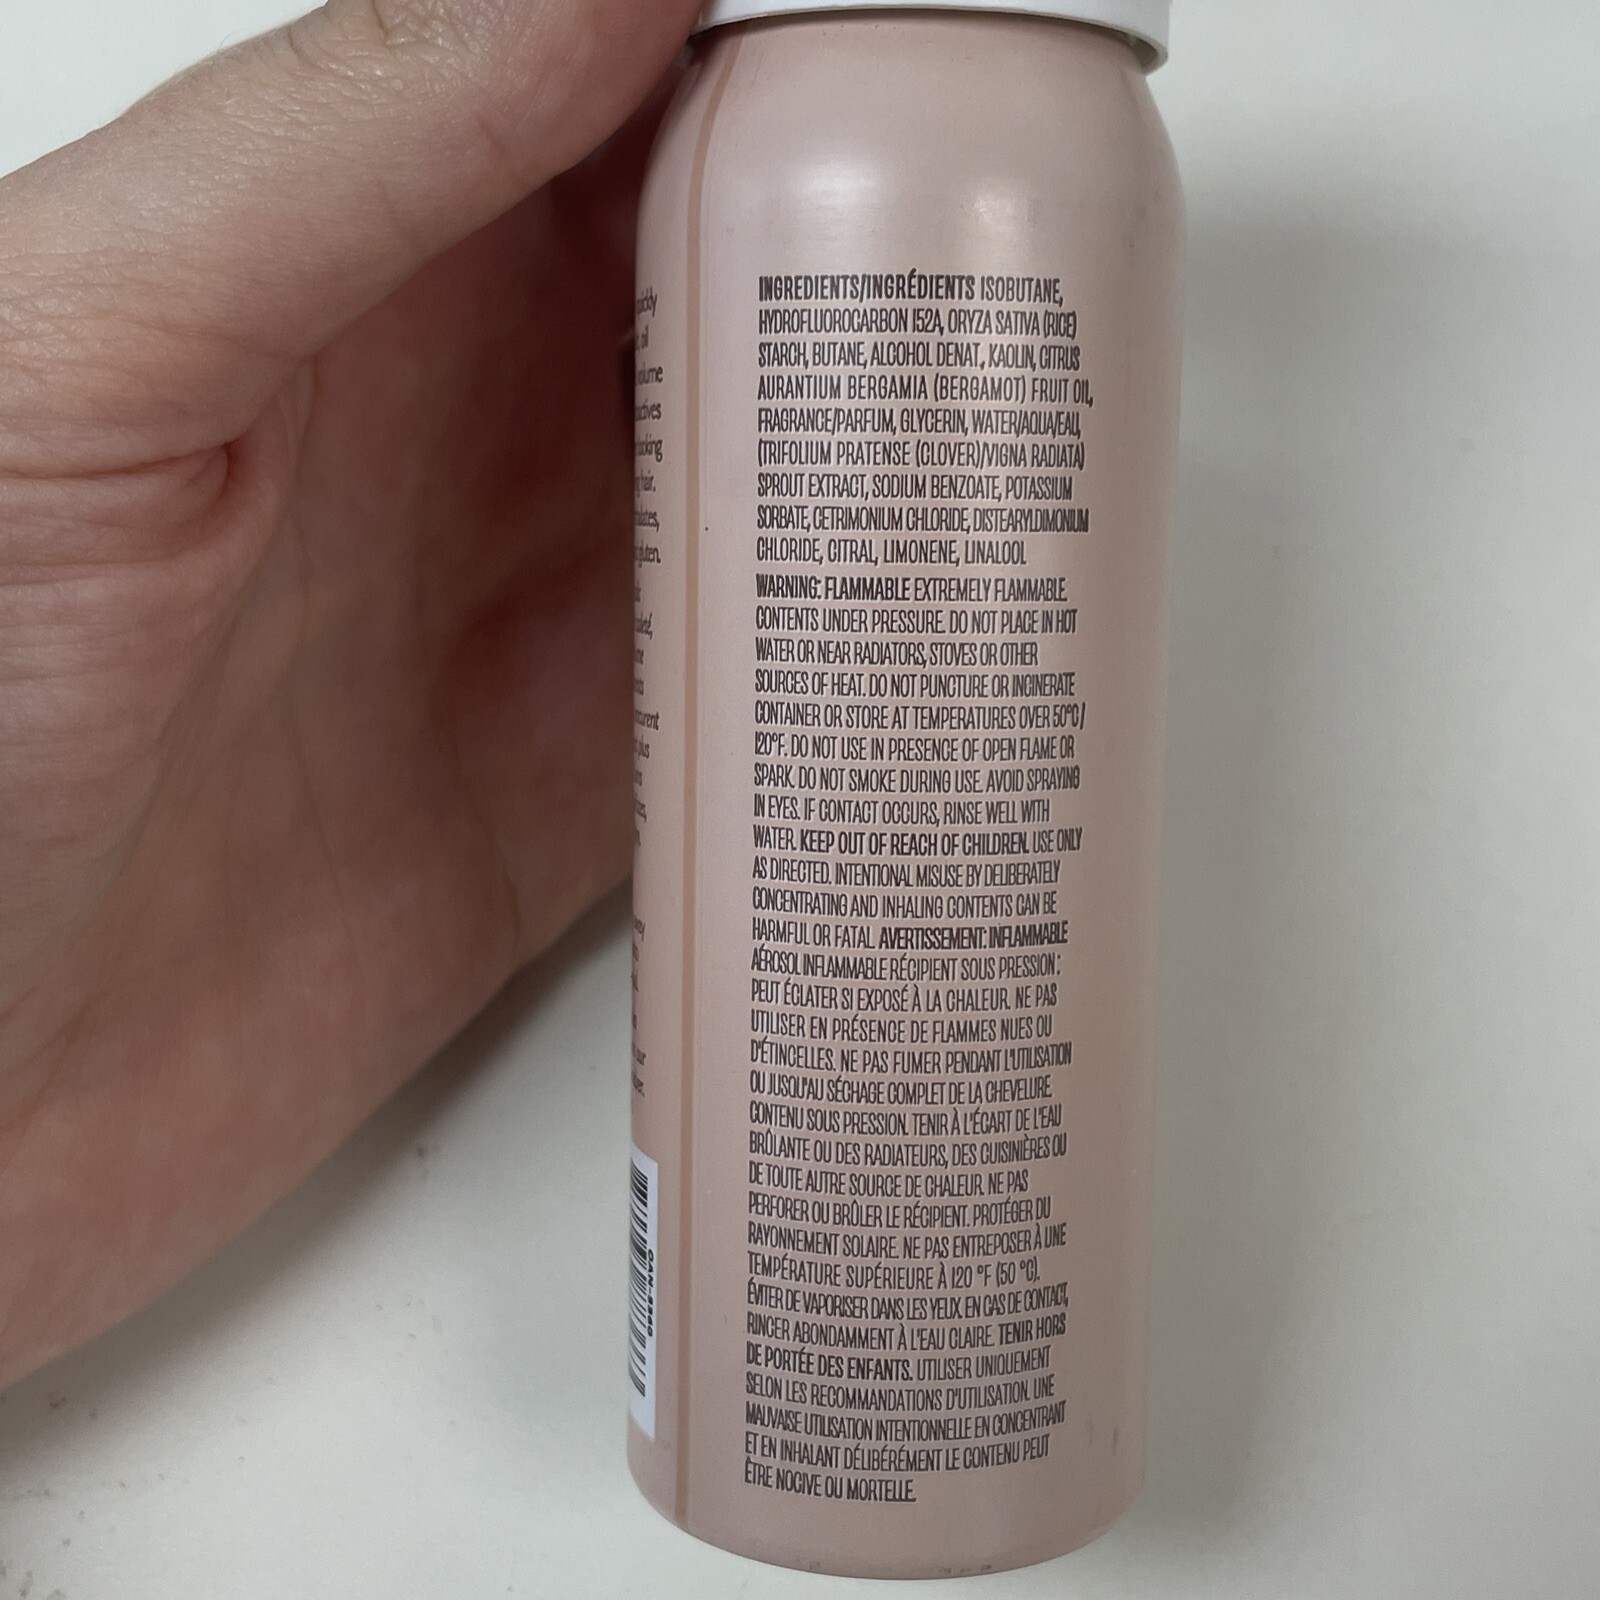 uickly
oil
volume
actives
looking
hair.
gluten.
plus
CAN-3360
INGREDIENTS/INGRÉDIENTS ISOBUTANE,
HYDROFLUOROCARBON 152A, ORYZA SATIVA (RICE)
STARCH, BUTANE, ALCOHOL DENAT., KAOLIN, CITRUS
AURANTIUM BERGAMIA (BERGAMOT) FRUIT OIL,
FRAGRANCE/PARFUM, GLYCERIN, WATER/AQUA/EAU,
(TRIFOLIUM PRATENSE (CLOVER)/VIGNA RADIATA)
SPROUT EXTRACT, SODIUM BENZOATE, POTASSIUM
SORBATE, CETRIMONIUM CHLORIDE, DISTEARYLDIMONIUM
CHLORIDE, CITRAL, LIMONENE, LINALOOL
WARNING: FLAMMABLE EXTREMELY FLAMMABLE.
CONTENTS UNDER PRESSURE. DO NOT PLACE IN HOT
WATER OR NEAR RADIATORS, STOVES OR OTHER
SOURCES OF HEAT. DO NOT PUNCTURE OR INCINERATE
CONTAINER OR STORE AT TEMPERATURES OVER 50°C/
120°F. DO NOT USE IN PRESENCE OF OPEN FLAME OR
SPARK. DO NOT SMOKE DURING USE. AVOID SPRAYING
IN EYES. IF CONTACT OCCURS, RINSE WELL WITH
WATER. KEEP OUT OF REACH OF CHILDREN. USE ONLY
AS DIRECTED. INTENTIONAL MISUSE BY DELIBERATELY
CONCENTRATING AND INHALING CONTENTS CAN BE
HARMFUL OR FATAL. AVERTISSEMENT: INFLAMMABLE
AÉROSOL INFLAMMABLE RÉCIPIENT SOUS PRESSION :
PEUT ÉCLATER SI EXPOSÉ À LA CHALEUR. NE PAS
UTILISER EN PRÉSENCE DE FLAMMES NUES OU
D'ÉTINCELLES. NE PAS FUMER PENDANT L'UTILISATION
OU JUSQU'AU SÉCHAGE COMPLET DE LA CHEVELURE.
CONTENU SOUS PRESSION. TENIR À L'ÉCART DE L'EAU
BRÛLANTE OU DES RADIATEURS, DES CUISINIÈRES OU
DE TOUTE AUTRE SOURCE DE CHALEUR. NE PAS
PERFORER OU BRÛLER LE RÉCIPIENT. PROTÉGER DU
RAYONNEMENT SOLAIRE. NE PAS ENTREPOSER À UNE
TEMPÉRATURE SUPÉRIEURE À 120 °F (50 °C).
ÉVITER DE VAPORISER DANS LES YEUX. EN CAS DE CONTACT,
RINCER ABONDAMMENT À L'EAU CLAIRE. TENIR HORS
DE PORTÉE DES ENFANTS. UTILISER UNIQUEMENT
SELON LES RECOMMANDATIONS D'UTILISATION. UNE
MAUVAISE UTILISATION INTENTIONNELLE EN CONCENTRANT
ET EN INHALANT DÉLIBÉRÉMENT LE CONTENU PEUT
ÊTRE NOCIVE OU MORTELLE.